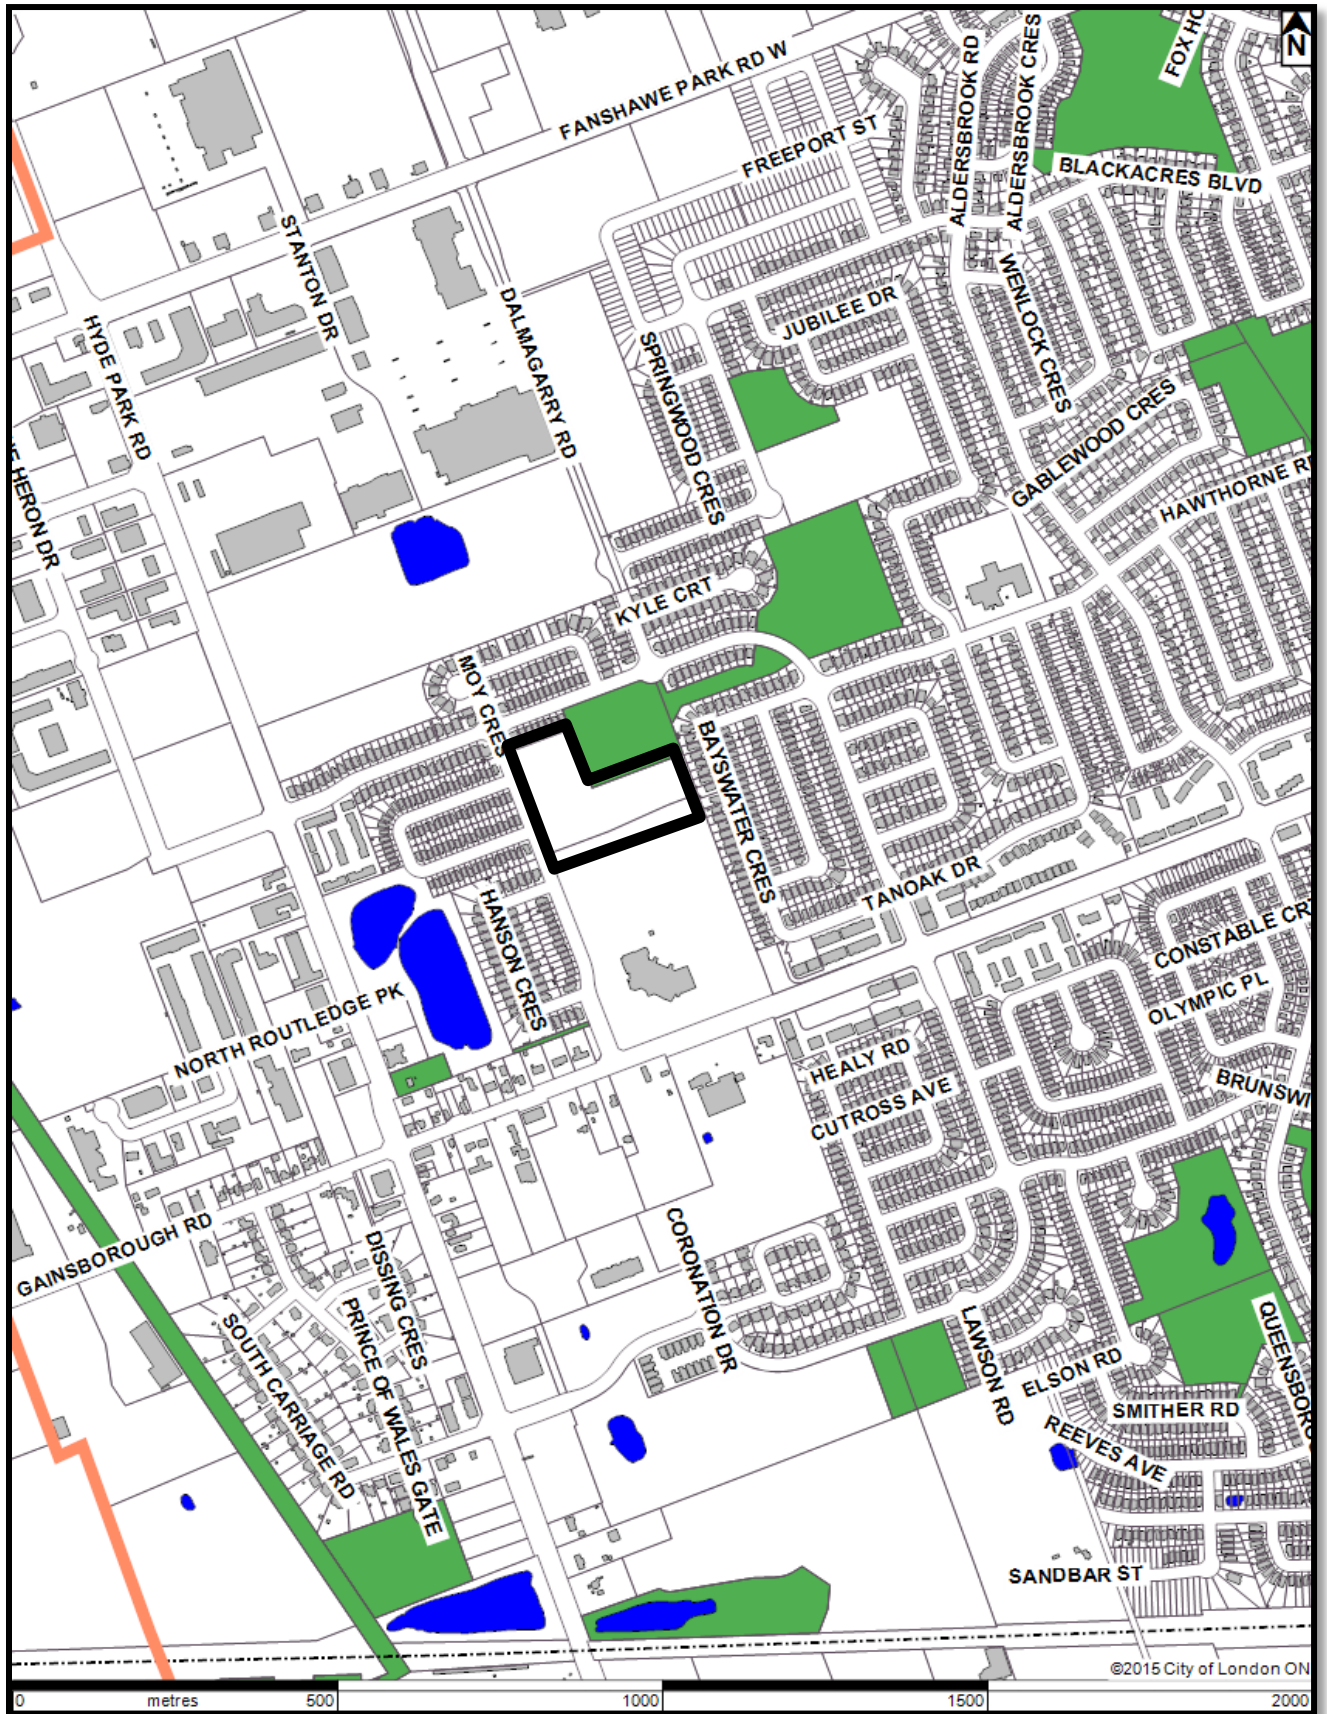 FOX HO
N
ALDERSBROOK RD
ALDERSBROOK CRES
FANSHAWE PARK RD W
FREEPORT ST
BLACKACRES BLVD
STANTON DR
WENLOCK CRES
JUBILEE DR
DALMAGARRY RD
HYDE PARK RD
SPRINGWOOD CRES
GABLEWOOD CRES
HERON DR
HAWTHORNE R
KYLE CRT
MOY CRES
BAYSWATER CRES
TANOAK DR
HANSON CRES
CONSTABLE CR
OLYMPIC PL
NORTH ROUTLEDGE PK
HEALY RD
BRUNSWI
CUTROSS AVE
GAINSBOROUGH RD
CORONATION DR
DISSING CRES
PRINCE OF WALES GATE
SOUTH CARRIAGE RD
LAWSON RD
QUEENSBORO
ELSON RD
SMITHER RD
REEVES AVE
SANDBAR ST
©2015 City of London ON
0 metres 500 1000 1500 2000